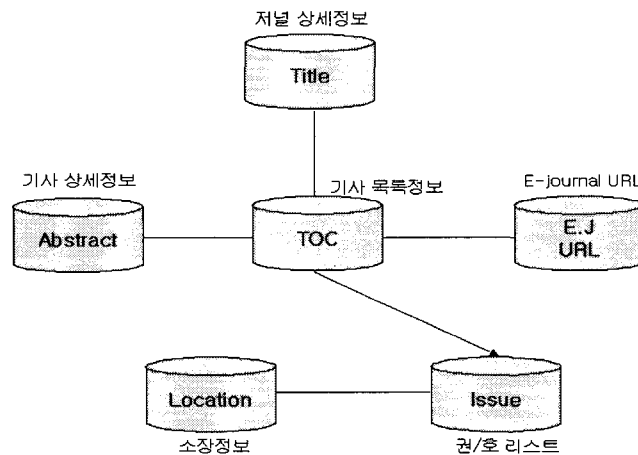 저널 상세정보
Title
기사 상세정보
기사 목록정보
E-journal URL
Abstract
TOC
E.J
URL
Location
Issue
소장정보
권/호 리스트